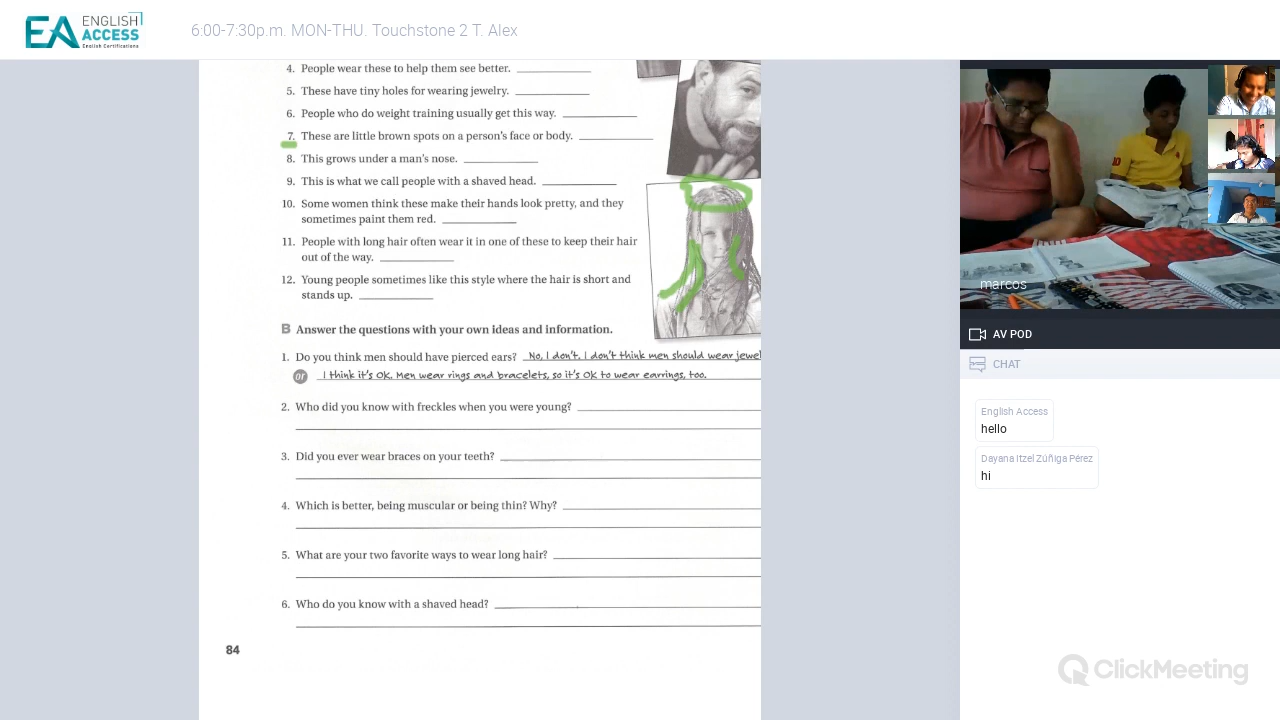 ENGLISH
EA ACCESS
English Certifications
6:00-7:30p.m. MON-THU. Touchstone 2 T. Alex
4. People wear these to help them see better.
5. These have tiny holes for wearing jewelry.
6. People who do weight training usually get this way.
7. These are little brown spots on a person's face or body.
8. This grows under a man's nose.
9. This is what we call people with a shaved head.
10. Some women think these make their hands look pretty, and they
sometimes paint them red.
11. People with long hair often wear it in one of these to keep their hair
out of the way.
12. Young people sometimes like this style where the hair is short and
stands up.
B Answer the questions with your own ideas and information.
1. Do you think men should have pierced ears? No, I don't. I don't think men should wear jewel
or I think it's OK. Men wear rings and bracelets, so it's OK to wear earrings, too.
2. Who did you know with freckles when you were young?
3. Did you ever wear braces on your teeth?
4. Which is better, being muscular or being thin? Why?
5. What are your two favorite ways to wear long hair?
6. Who do you know with a shaved head?
84
marcos
AV POD
CHAT
English Access
hello
Dayana Itzel Zúñiga Pérez
hi
ClickMeeting